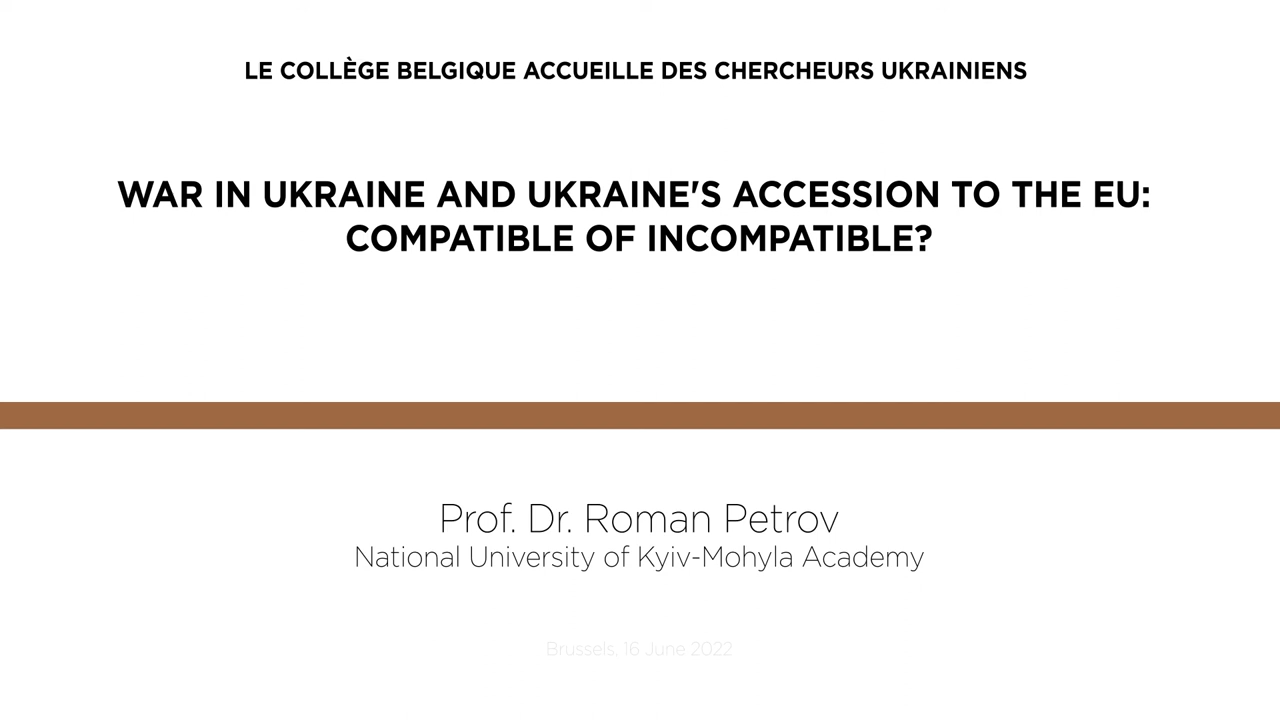 LE COLLÈGE BELGIQUE ACCUEILLE DES CHERCHEURS UKRAINIENS
WAR IN UKRAINE AND UKRAINE'S ACCESSION TO THE EU:
COMPATIBLE OF INCOMPATIBLE?
Prof. Dr. Roman Petrov
National University of Kyiv-Mohyla Academy
Brussels, 16 June 2022